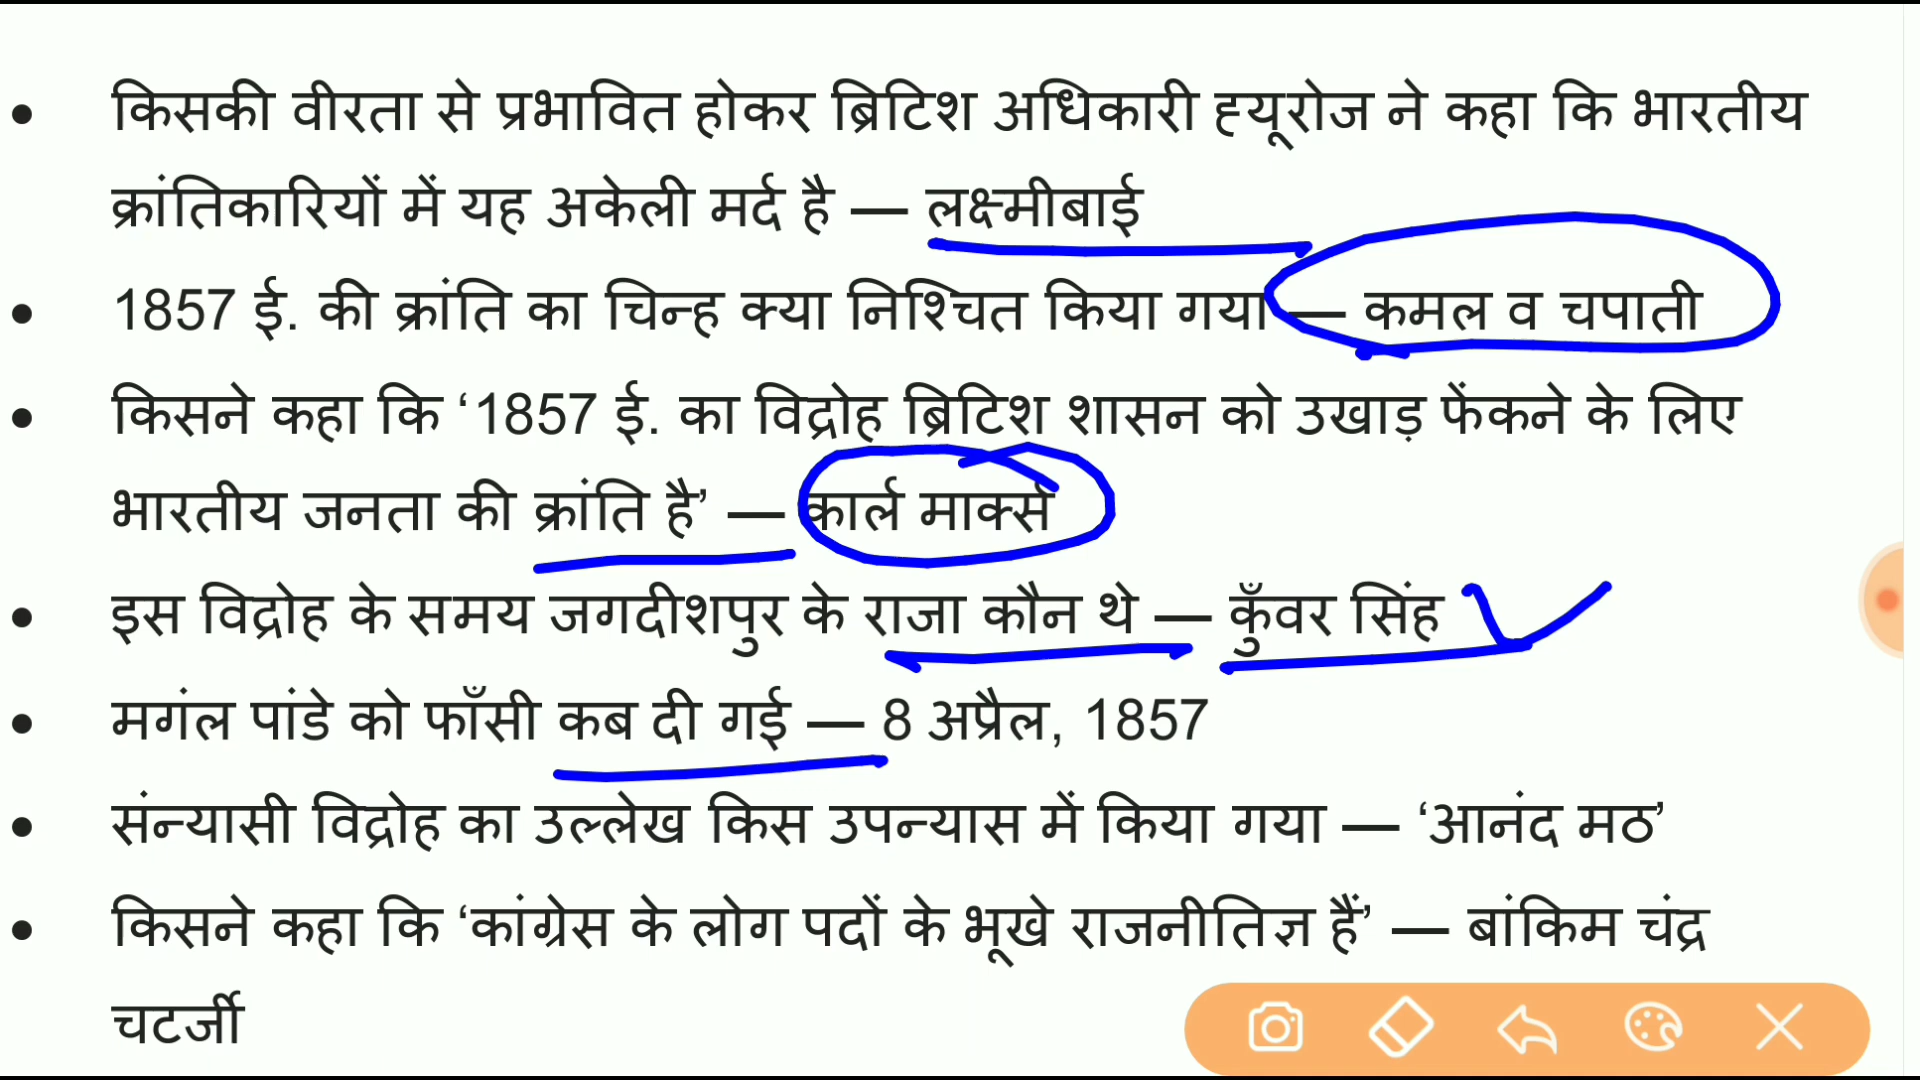 • किसकी वीरता से प्रभावित होकर ब्रिटिश अधिकारी ह्यूरोज ने कहा कि भारतीय
क्रांतिकारियों में यह अकेली मर्द है — लक्ष्मीबाई
• 1857 ई. की क्रांति का चिन्ह क्या निश्चित किया गया — कमल व चपाती
• किसने कहा कि ‘1857 ई. का विद्रोह ब्रिटिश शासन को उखाड़ फेंकने के लिए
भारतीय जनता की क्रांति है’ — कार्ल मार्क्स
• इस विद्रोह के समय जगदीशपुर के राजा कौन थे — कुँवर सिंह
• मगंल पांडे को फाँसी कब दी गई — 8 अप्रैल, 1857
• संन्यासी विद्रोह का उल्लेख किस उपन्यास में किया गया — ‘आनंद मठ’
• किसने कहा कि ‘कांग्रेस के लोग पदों के भूखे राजनीतिज्ञ हैं’ — बांकिम चंद्र
चटर्जी